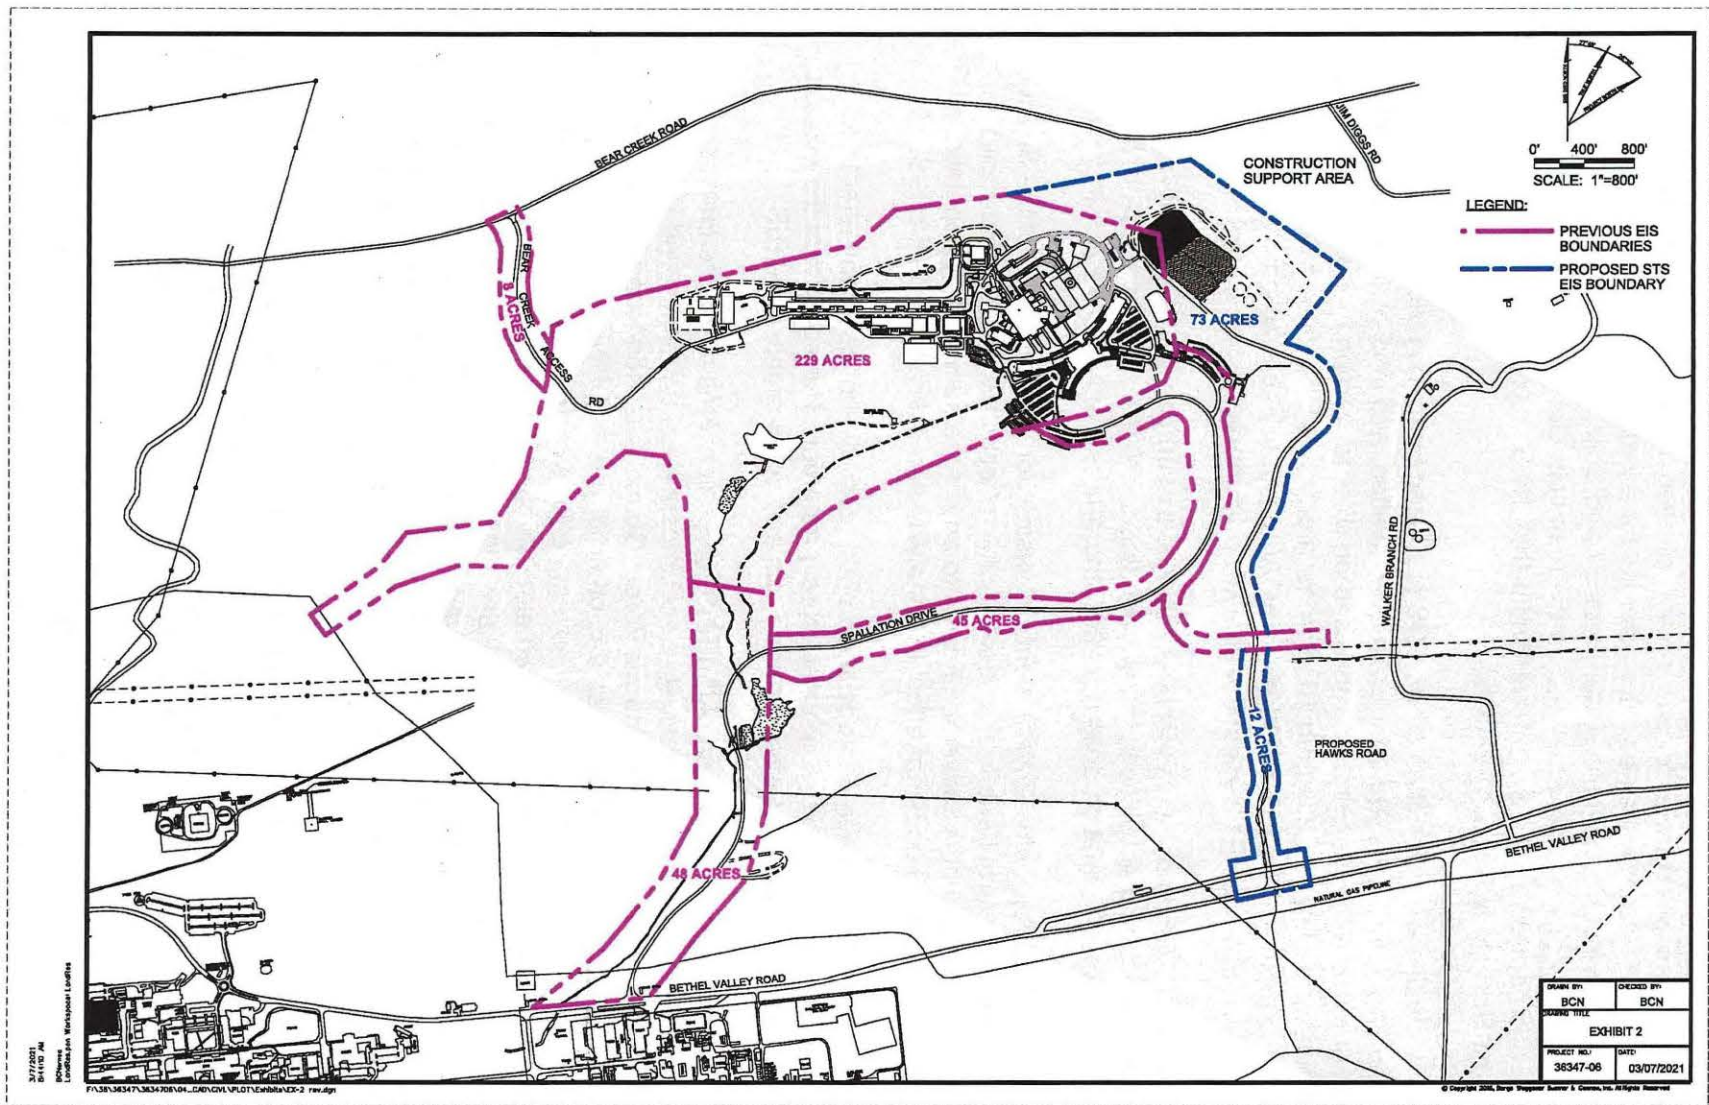 BEAR CREEK ROAD
JIM DIGGS RD
CONSTRUCTION
SUPPORT AREA
0' 400' 800'
SCALE: 1"=800'
LEGEND:
PREVIOUS EIS
BOUNDARIES
PROPOSED STS
EIS BOUNDARY
BEAR CREEK ACCESS RD
8 ACRES
73 ACRES
229 ACRES
WALKER BRANCH RD
SPALLATION DRIVE
45 ACRES
12 ACRES
PROPOSED
HAWKS ROAD
48 ACRES
BETHEL VALLEY ROAD
NATURAL GAS PIPELINE
BETHEL VALLEY ROAD
DRAWN BY:
BCN
CHECKED BY:
BCN
DRAWING TITLE
EXHIBIT 2
PROJECT NO.:
36347-06
DATE:
03/07/2021
3/7/2021